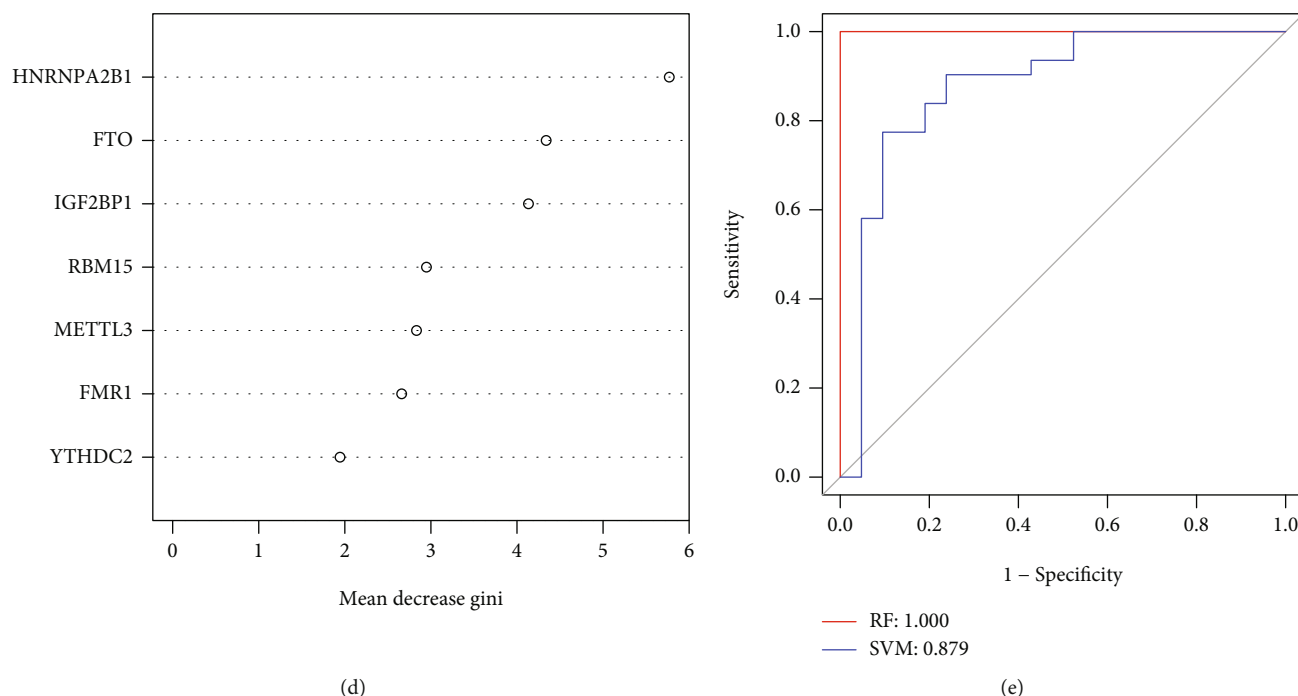 HNRNPA2B1
FTO
IGF2BP1
RBM15
METTL3
FMR1
YTHDC2
0 1 2 3 4 5 6
Mean decrease gini
(d)
1.0
0.8
0.6
0.4
0.2
0.0
Sensitivity
0.0 0.2 0.4 0.6 0.8 1.0
1 − Specificity
RF: 1.000
SVM: 0.879
(e)